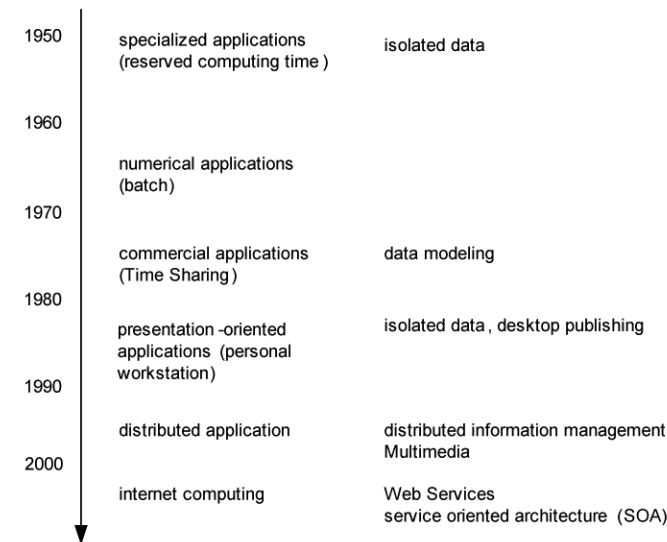 1950
specialized applications
(reserved computing time )
isolated data
1960
numerical applications
(batch)
1970
commercial applications
(Time Sharing )
data modeling
1980
presentation -oriented
applications (personal
workstation)
isolated data , desktop publishing
1990
distributed application
distributed information management
Multimedia
2000
internet computing
Web Services
service oriented architecture (SOA)